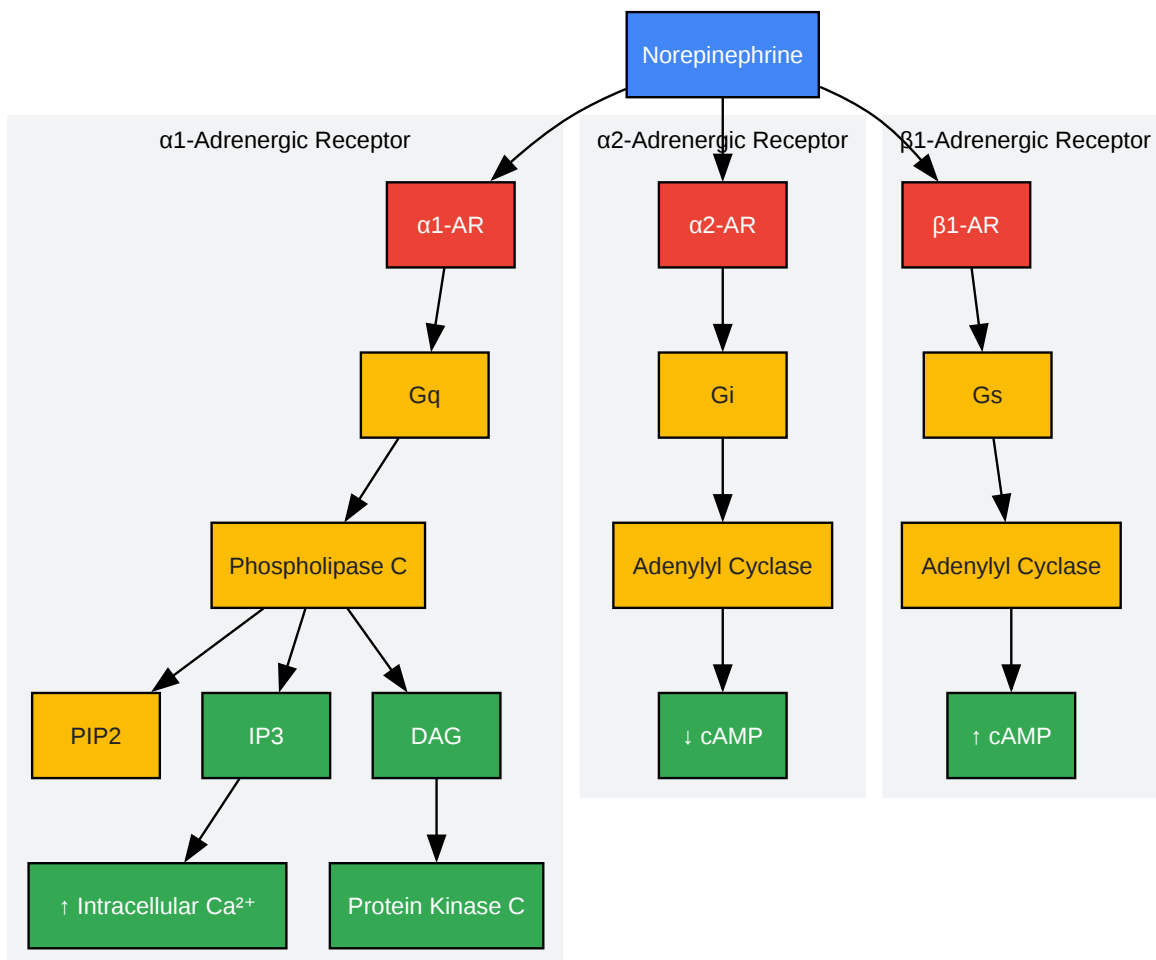 Norepinephrine
α1-Adrenergic Receptor
α2-Adrenergic Receptor
β1-Adrenergic Receptor
α1-AR
α2-AR
β1-AR
Gq
Gi
Gs
Phospholipase C
Adenylyl Cyclase
Adenylyl Cyclase
PIP2
IP3
DAG
↓ cAMP
↑ cAMP
↑ Intracellular Ca²⁺
Protein Kinase C